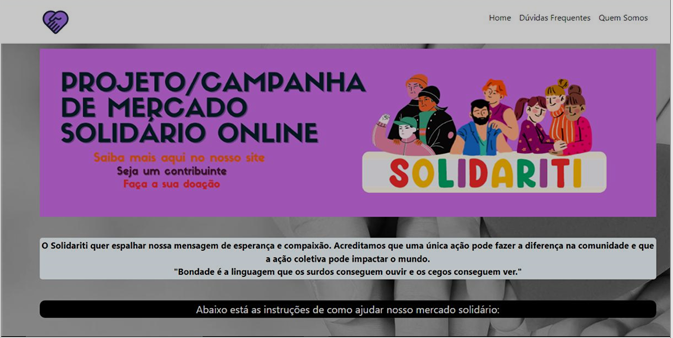 Home Dúvidas Frequentes Quem Somos
PROJETO/CAMPANHA
DE MERCADO
SOLIDÁRIO ONLINE
Saiba mais aqui no nosso site
Seja um contribuinte
Faça a sua doação
SOLIDARITI
O Solidariti quer espalhar nossa mensagem de esperança e compaixão. Acreditamos que uma única ação pode fazer a diferença na comunidade e que
a ação coletiva pode impactar o mundo.
"Bondade é a linguagem que os surdos conseguem ouvir e os cegos conseguem ver."
Abaixo está as instruções de como ajudar nosso mercado solidário: